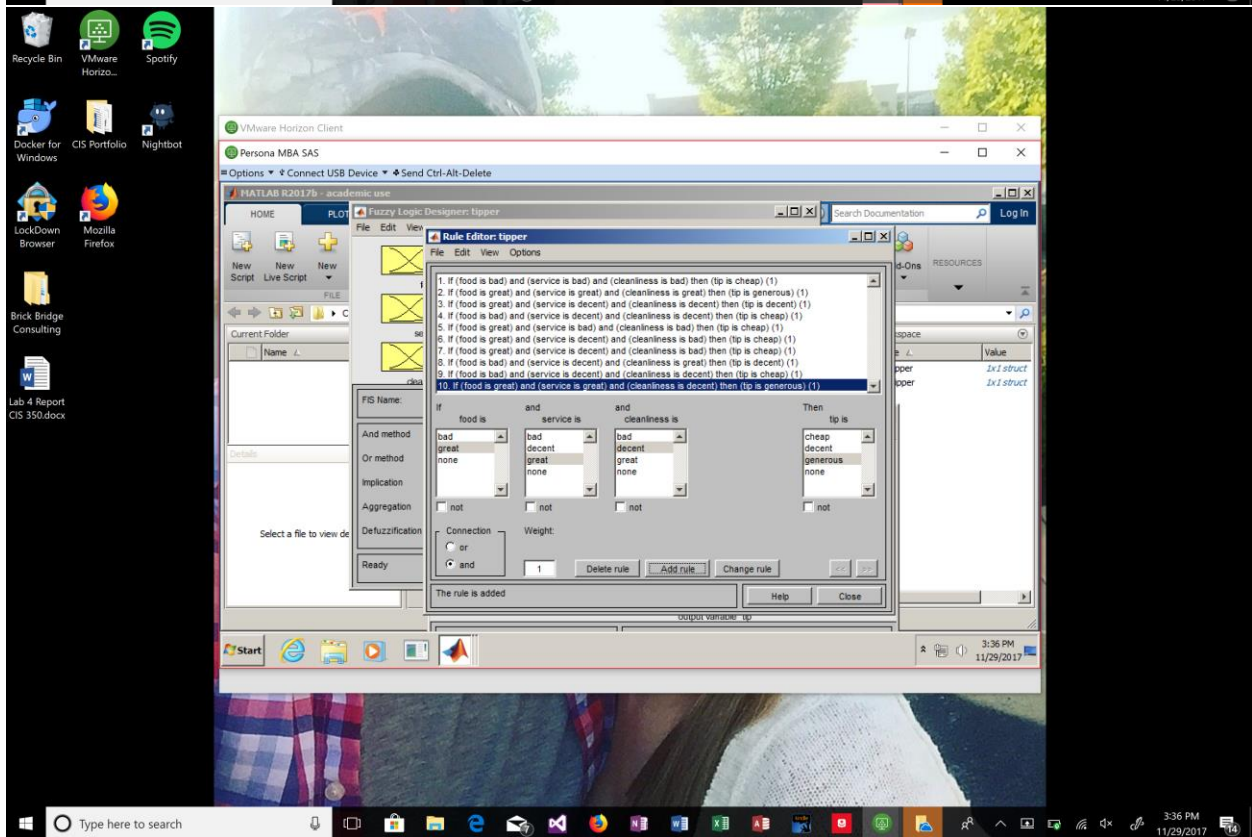 Recycle Bin
VMware Horizo...
Spotify
Docker for Windows
CIS Portfolio
Nightbot
LockDown Browser
Mozilla Firefox
Brick Bridge Consulting
Lab 4 Report CIS 350.docx
VMware Horizon Client
Persona MBA SAS
Options Connect USB Device Send Ctrl-Alt-Delete
MATLAB R2017b - academic use
HOME PLOT
Search Documentation
Log In
New Script
New Live Script
New
FILE
d-Ons
RESOURCES
Current Folder
Name
Details
Select a file to view de
space
Value
pper 1x1 struct
pper 1x1 struct
Fuzzy Logic Designer: tipper
File Edit View
f
se
clea
FIS Name:
And method
Or method
Implication
Aggregation
Defuzzification
Ready
Rule Editor: tipper
File Edit View Options
1. If (food is bad) and (service is bad) and (cleanliness is bad) then (tip is cheap) (1)
2. If (food is great) and (service is great) and (cleanliness is great) then (tip is generous) (1)
3. If (food is great) and (service is decent) and (cleanliness is decent) then (tip is decent) (1)
4. If (food is bad) and (service is decent) and (cleanliness is decent) then (tip is cheap) (1)
5. If (food is great) and (service is bad) and (cleanliness is bad) then (tip is cheap) (1)
6. If (food is great) and (service is decent) and (cleanliness is bad) then (tip is cheap) (1)
7. If (food is great) and (service is decent) and (cleanliness is bad) then (tip is cheap) (1)
8. If (food is bad) and (service is decent) and (cleanliness is great) then (tip is decent) (1)
9. If (food is bad) and (service is decent) and (cleanliness is decent) then (tip is cheap) (1)
10. If (food is great) and (service is great) and (cleanliness is decent) then (tip is generous) (1)
If and and Then
food is service is cleanliness is tip is
bad bad bad cheap
great decent decent decent
none great great generous
none none none
not not not not
Connection Weight:
or
and 1 Delete rule Add rule Change rule << >>
The rule is added Help Close
output variable "tip"
Start
3:36 PM
11/29/2017
Type here to search
3:36 PM
11/29/2017